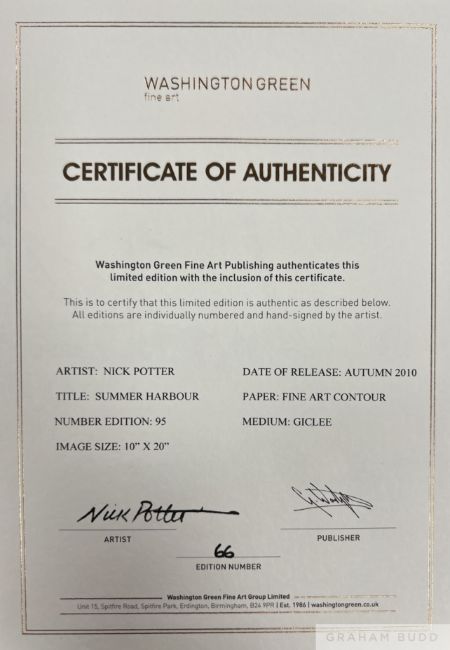 WASHINGTON GREEN
fine art
CERTIFICATE OF AUTHENTICITY
Washington Green Fine Art Publishing authenticates this
limited edition with the inclusion of this certificate.
This is to certify that this limited edition is authentic as described below.
All editions are individually numbered and hand-signed by the artist.
ARTIST: NICK POTTER
DATE OF RELEASE: AUTUMN 2010
TITLE: SUMMER HARBOUR
PAPER: FINE ART CONTOUR
NUMBER EDITION: 95
MEDIUM: GICLEE
IMAGE SIZE: 10” X 20”
Nick Potter
ARTIST
PUBLISHER
66
EDITION NUMBER
Washington Green Fine Art Group Limited
Unit 15, Spitfire Road, Spitfire Park, Erdington, Birmingham, B24 9PR | Est. 1986 | washingtongreen.co.uk
GRAHAM BUDD